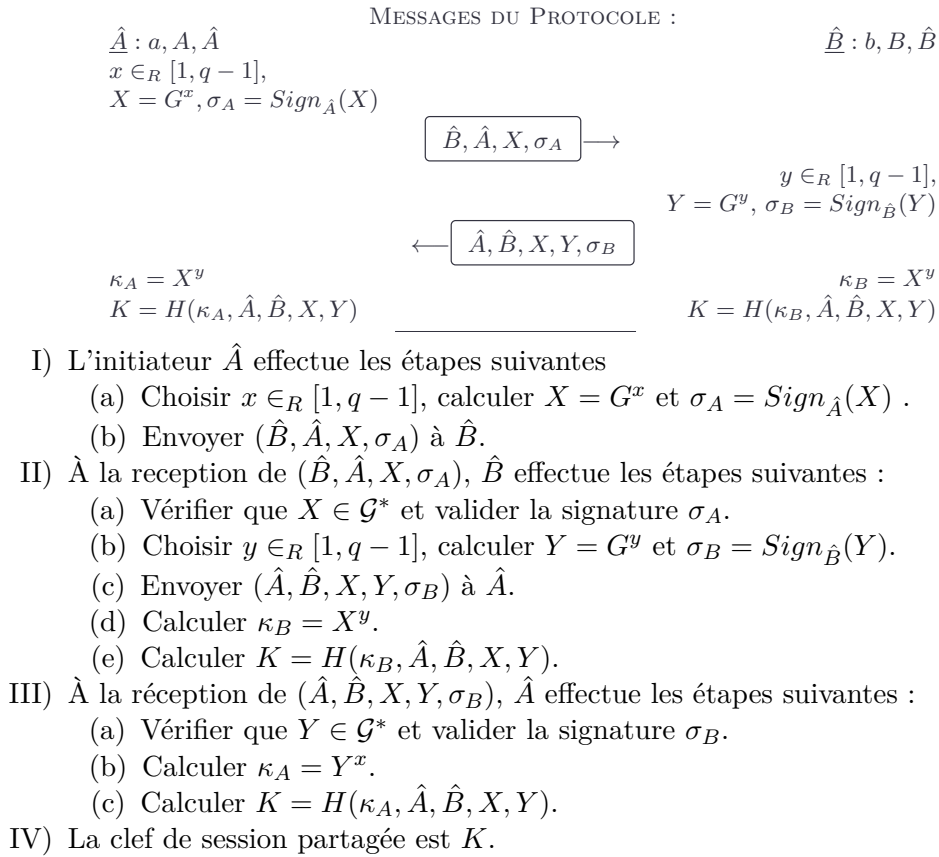 MESSAGES DU PROTOCOLE :
Â : a, A, Â
B̂ : b, B, B̂
x ∈_R [1, q − 1],
X = G^x, σ_A = Sign_Â(X)
B̂, Â, X, σ_A ⟶
y ∈_R [1, q − 1],
Y = G^y, σ_B = Sign_B̂(Y)
⟵ Â, B̂, X, Y, σ_B
κ_A = X^y
κ_B = X^y
K = H(κ_A, Â, B̂, X, Y)
K = H(κ_B, Â, B̂, X, Y)
I) L'initiateur Â effectue les étapes suivantes
(a) Choisir x ∈_R [1, q − 1], calculer X = G^x et σ_A = Sign_Â(X) .
(b) Envoyer (B̂, Â, X, σ_A) à B̂.
II) À la reception de (B̂, Â, X, σ_A), B̂ effectue les étapes suivantes :
(a) Vérifier que X ∈ 𝒢* et valider la signature σ_A.
(b) Choisir y ∈_R [1, q − 1], calculer Y = G^y et σ_B = Sign_B̂(Y).
(c) Envoyer (Â, B̂, X, Y, σ_B) à Â.
(d) Calculer κ_B = X^y.
(e) Calculer K = H(κ_B, Â, B̂, X, Y).
III) À la réception de (Â, B̂, X, Y, σ_B), Â effectue les étapes suivantes :
(a) Vérifier que Y ∈ 𝒢* et valider la signature σ_B.
(b) Calculer κ_A = Y^x.
(c) Calculer K = H(κ_A, Â, B̂, X, Y).
IV) La clef de session partagée est K.